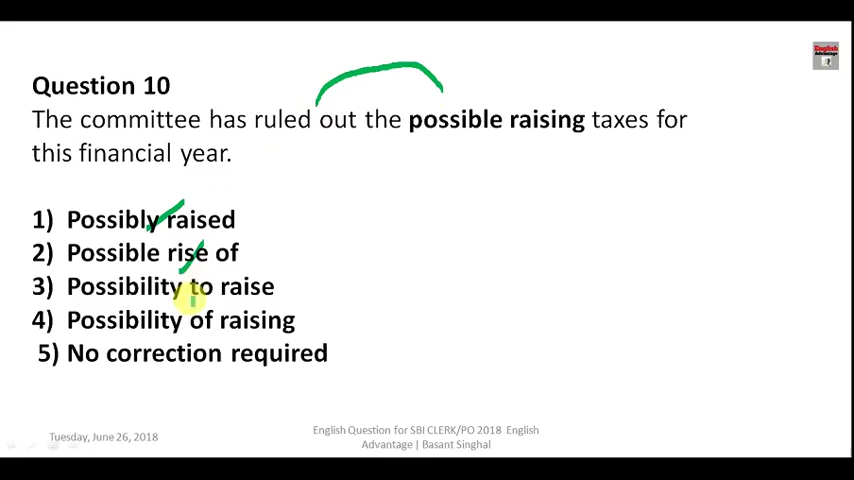 English
Advantage
Question 10
The committee has ruled out the possible raising taxes for
this financial year.
1) Possibly raised
2) Possible rise of
3) Possibility to raise
4) Possibility of raising
5) No correction required
Tuesday, June 26, 2018
English Question for SBI CLERK/PO 2018 English
Advantage | Basant Singhal